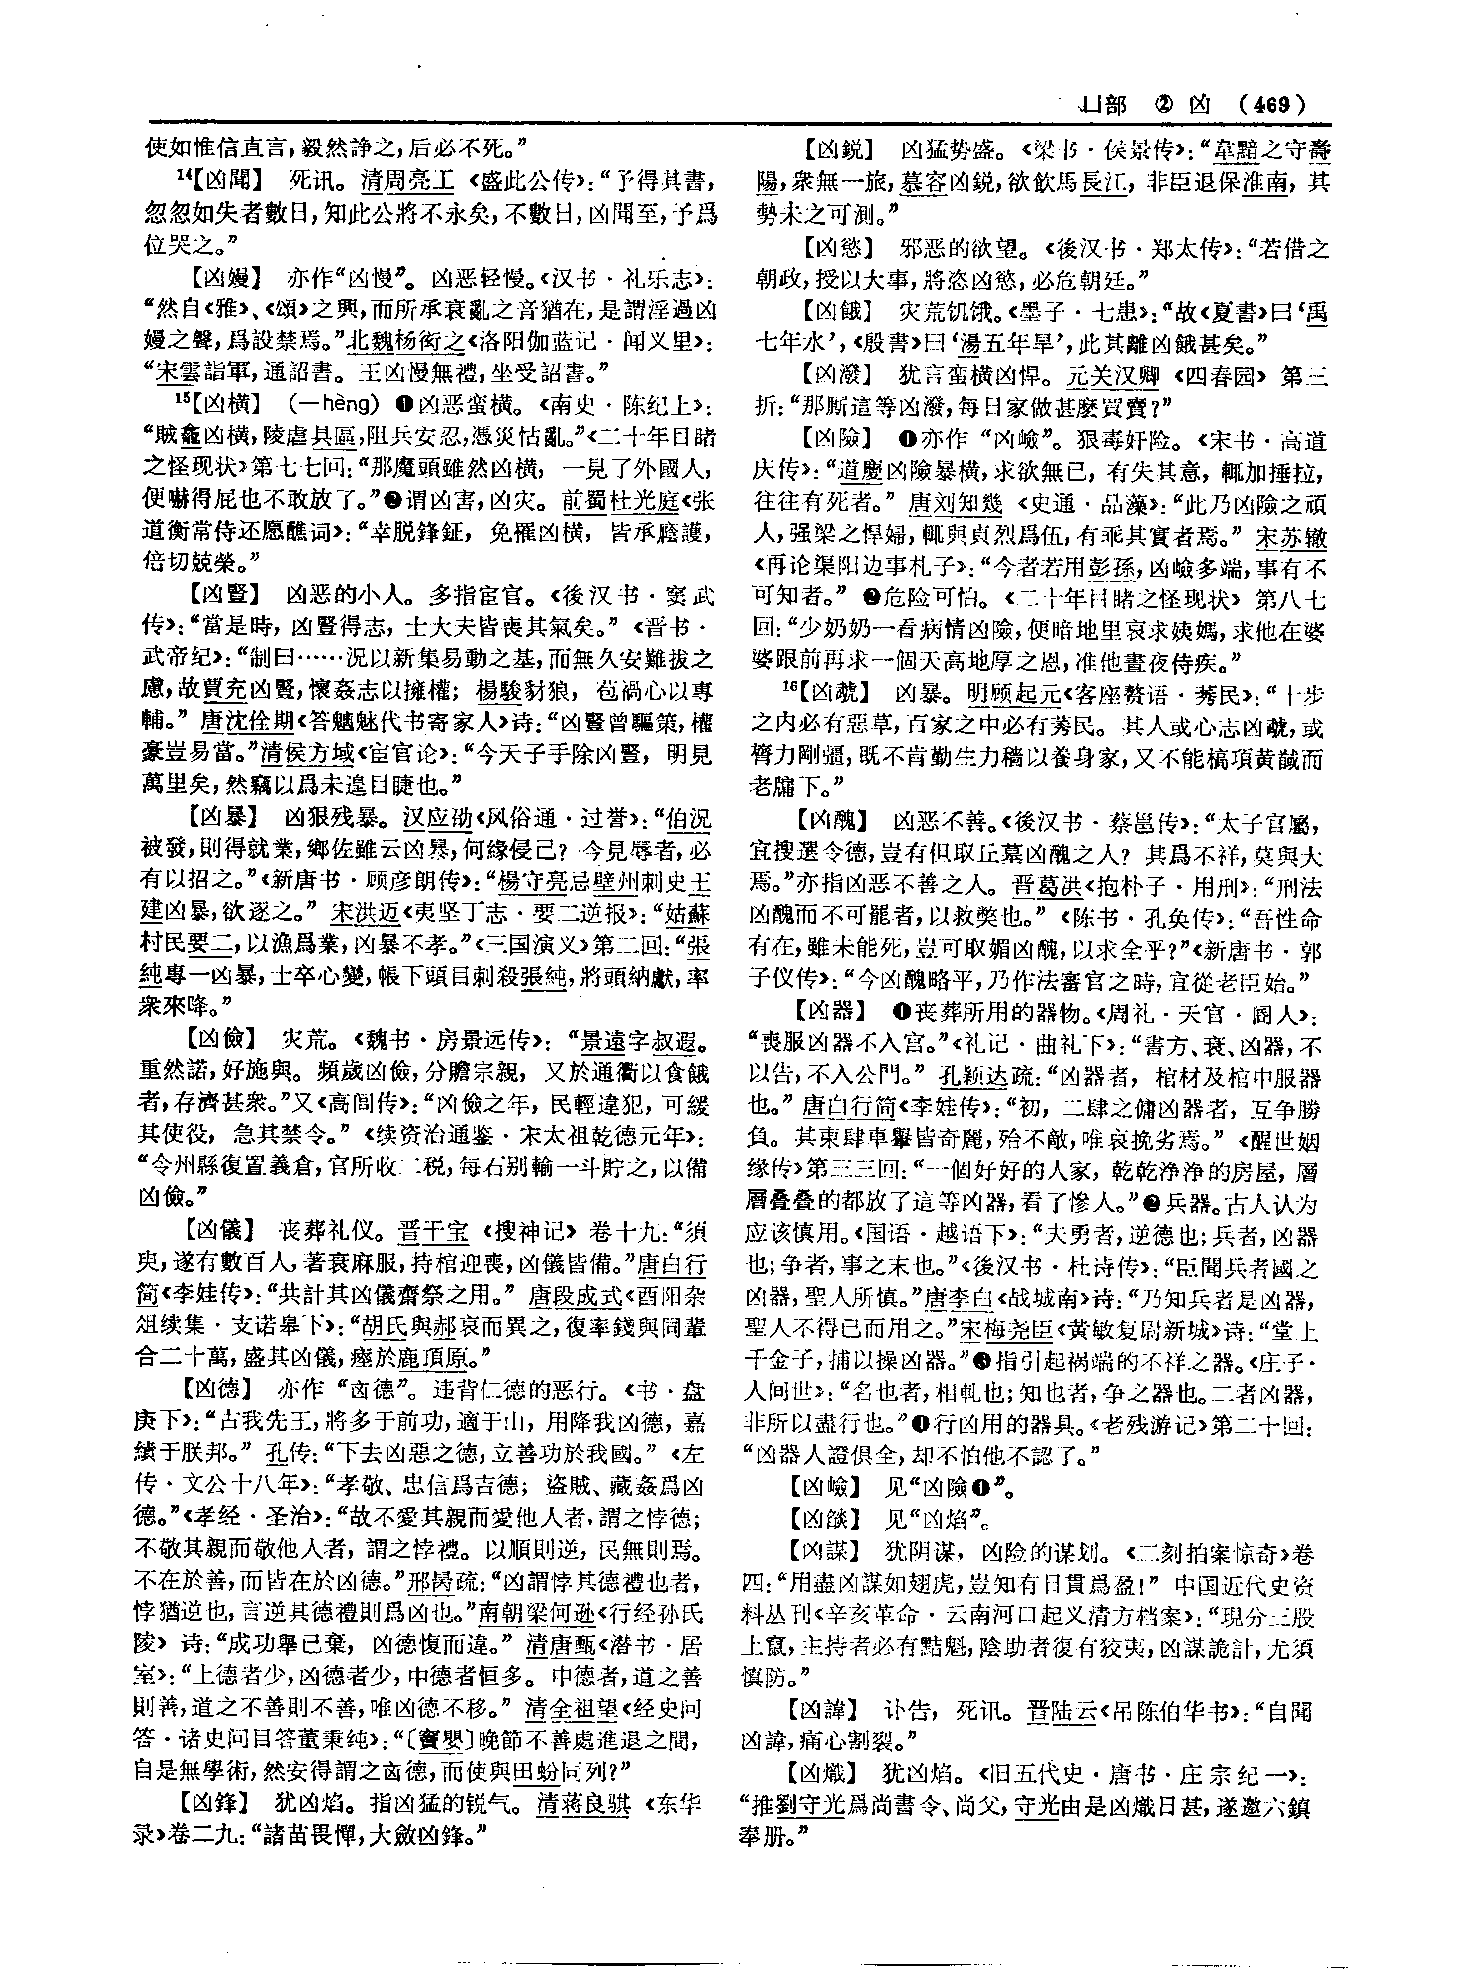 凵部 ② 凶 (469)
使如惟信直言，毅然諍之，后必不死。”
¹⁴【凶聞】 死讯。清周亮工《盛此公传》：“予得其書，
忽忽如失者數日，知此公將不永矣，不數日，凶聞至，予爲
位哭之。”
【凶嫚】 亦作“凶慢”。凶恶轻慢。《汉书·礼乐志》：
“然自《雅》、《頌》之興，而所承衰亂之音猶在，是謂淫過凶
嫚之聲，爲設禁焉。”北魏杨衒之《洛阳伽蓝记·闻义里》：
“宋雲詣軍，通詔書。王凶慢無禮，坐受詔書。”
¹⁵【凶横】 (—hèng) ❶凶恶蛮横。《南史·陈纪上》：
“賊龕凶横，陵虐具區，阻兵安忍，憑災怙亂。”《二十年目睹
之怪现状》第七七回：“那魔頭雖然凶横，一見了外國人，
便嚇得屁也不敢放了。”❷谓凶害，凶灾。前蜀杜光庭《张
道衡常侍还愿醮词》：“幸脱鋒鉦，免罹凶横，皆承廕護，
倍切兢榮。”
【凶豎】 凶恶的小人。多指宦官。《後汉书·窦武
传》：“當是時，凶豎得志，士大夫皆喪其氣矣。”《晋书·
武帝纪》：“制曰……況以新集易動之基，而無久安難拔之
慮，故賈充凶豎，懷姦志以擁權；楊駿豺狼，苞禍心以專
輔。”唐沈佺期《答魑魅代书寄家人》诗：“凶豎曾驅策，權
豪豈易當。”清侯方域《宦官论》：“今天子手除凶豎，明見
萬里矣，然竊以爲未遑目睫也。”
【凶暴】 凶狠残暴。汉应劭《风俗通·过誉》：“伯況
被發，則得就業，鄉佐雖云凶暴，何緣侵己？今見辱者，必
有以招之。”《新唐书·顾彦朗传》：“楊守亮忌壁州刺史王
建凶暴，欲逐之。”宋洪迈《夷坚丁志·要二逆报》：“姑蘇
村民要二，以漁爲業，凶暴不孝。”《三国演义》第二回：“張
純專一凶暴，士卒心變，帳下頭目刺殺張純，將頭納獻，率
衆來降。”
【凶儉】 灾荒。《魏书·房景远传》：“景遠字叔遐。
重然諾，好施與。頻歲凶儉，分贍宗親，又於通衢以食餓
者，存濟甚衆。”又《高闾传》：“凶儉之年，民輕違犯，可緩
其使役，急其禁令。”《续资治通鉴·宋太祖乾德元年》：
“令州縣復置義倉，官所收二税，每石别輸一斗貯之，以備
凶儉。”
【凶儀】 丧葬礼仪。晋干宝《搜神记》卷十九：“須
臾，遂有數百人，著衰麻服，持棺迎喪，凶儀皆備。”唐白行
简《李娃传》：“共計其凶儀齋祭之用。”唐段成式《酉阳杂
俎续集·支诺皋下》：“胡氏與郝哀而異之，復率錢與同輩
合二十萬，盛其凶儀，瘞於鹿頂原。”
【凶德】 亦作“㐫德”。违背仁德的恶行。《书·盘
庚下》：“古我先王，將多于前功，適于山，用降我凶德，嘉
績于朕邦。”孔传：“下去凶惡之德，立善功於我國。”《左
传·文公十八年》：“孝敬、忠信爲吉德；盜賊、藏姦爲凶
德。”《孝经·圣治》：“故不愛其親而愛他人者，謂之悖德；
不敬其親而敬他人者，謂之悖禮。以順則逆，民無則焉。
不在於善，而皆在於凶德。”邢昺疏：“凶謂悖其德禮也者，
悖猶逆也，言逆其德禮則爲凶也。”南朝梁何逊《行经孙氏
陵》诗：“成功舉已棄，凶德愎而違。”清唐甄《潜书·居
室》：“上德者少，凶德者少，中德者恒多。中德者，道之善
則善，道之不善則不善，唯凶德不移。”清全祖望《经史问
答·诸史问目答董秉纯》：“〔竇嬰〕晚節不善處進退之間，
自是無學術，然安得謂之㐫德，而使與田蚡同列？”
【凶鋒】 犹凶焰。指凶猛的锐气。清蒋良骐《东华
录》卷二九：“諸苗畏憚，大斂凶鋒。”
【凶鋭】 凶猛势盛。《梁书·侯景传》：“韋黯之守壽
陽，衆無一旅，慕容凶鋭，欲飲馬長江，非臣退保淮南，其
勢未之可測。”
【凶慾】 邪恶的欲望。《後汉书·郑太传》：“若借之
朝政，授以大事，將恣凶慾，必危朝廷。”
【凶餓】 灾荒饥饿。《墨子·七患》：“故《夏書》曰‘禹
七年水’，《殷書》曰‘湯五年旱’，此其離凶餓甚矣。”
【凶潑】 犹言蛮横凶悍。元关汉卿《四春园》第三
折：“那厮這等凶潑，每日家做甚麽買賣？”
【凶險】 ❶亦作“凶嶮”。狠毒奸险。《宋书·高道
庆传》：“道慶凶險暴横，求欲無已，有失其意，輒加捶拉，
往往有死者。”唐刘知幾《史通·品藻》：“此乃凶險之頑
人，强梁之悍婦，輒與貞烈爲伍，有乖其實者焉。”宋苏辙
《再论渠阳边事札子》：“今者若用彭孫，凶嶮多端，事有不
可知者。”❷危险可怕。《二十年目睹之怪现状》第八七
回：“少奶奶一看病情凶險，便暗地里哀求姨媽，求他在婆
婆跟前再求一個天高地厚之恩，准他晝夜侍疾。”
¹⁶【凶虣】 凶暴。明顾起元《客座赘语·莠民》：“十步
之内必有惡草，百家之中必有莠民。其人或心志凶虣，或
膂力剛彊，既不肯勤生力穡以養身家，又不能槁項黄馘而
老牖下。”
【凶醜】 凶恶不善。《後汉书·蔡邕传》：“太子官屬，
宜搜選令德，豈有但取丘墓凶醜之人？其爲不祥，莫與大
焉。”亦指凶恶不善之人。晋葛洪《抱朴子·用刑》：“刑法
凶醜而不可罷者，以救獘也。”《陈书·孔奂传》：“吾性命
有在，雖未能死，豈可取媚凶醜，以求全乎？”《新唐书·郭
子仪传》：“今凶醜略平，乃作法審官之時，宜從老臣始。”
【凶器】 ❶丧葬所用的器物。《周礼·天官·阍人》：
“喪服凶器不入宫。”《礼记·曲礼下》：“書方、衰、凶器，不
以告，不入公門。”孔颖达疏：“凶器者，棺材及棺中服器
也。”唐白行简《李娃传》：“初，二肆之傭凶器者，互争勝
負。其東肆車轝皆奇麗，殆不敵，唯哀挽劣焉。”《醒世姻
缘传》第三三回：“一個好好的人家，乾乾净净的房屋，層
層叠叠的都放了這等凶器，看了慘人。”❷兵器。古人认为
应该慎用。《国语·越语下》：“夫勇者，逆德也；兵者，凶器
也；争者，事之末也。”《後汉书·杜诗传》：“臣聞兵者國之
凶器，聖人所慎。”唐李白《战城南》诗：“乃知兵者是凶器，
聖人不得已而用之。”宋梅尧臣《黄敏复尉新城》诗：“堂上
千金子，捕以操凶器。”❸指引起祸端的不祥之器。《庄子·
人间世》：“名也者，相軋也；知也者，争之器也。二者凶器，
非所以盡行也。”❹行凶用的器具。《老残游记》第二十回：
“凶器人證俱全，却不怕他不認了。”
【凶嶮】 见“凶險❶”。
【凶燄】 见“凶焰”。
【凶謀】 犹阴谋，凶险的谋划。《二刻拍案惊奇》卷
四：“用盡凶謀如翅虎，豈知有日貫爲盈！”中国近代史资
料丛刊《辛亥革命·云南河口起义清方档案》：“現分三股
上竄，主持者必有黠魁，陰助者復有狡夷，凶謀詭計，尤須
慎防。”
【凶諱】 讣告，死讯。晋陆云《吊陈伯华书》：“自聞
凶諱，痛心割裂。”
【凶熾】 犹凶焰。《旧五代史·唐书·庄宗纪一》：
“推劉守光爲尚書令、尚父，守光由是凶熾日甚，遂邀六鎮
奉册。”